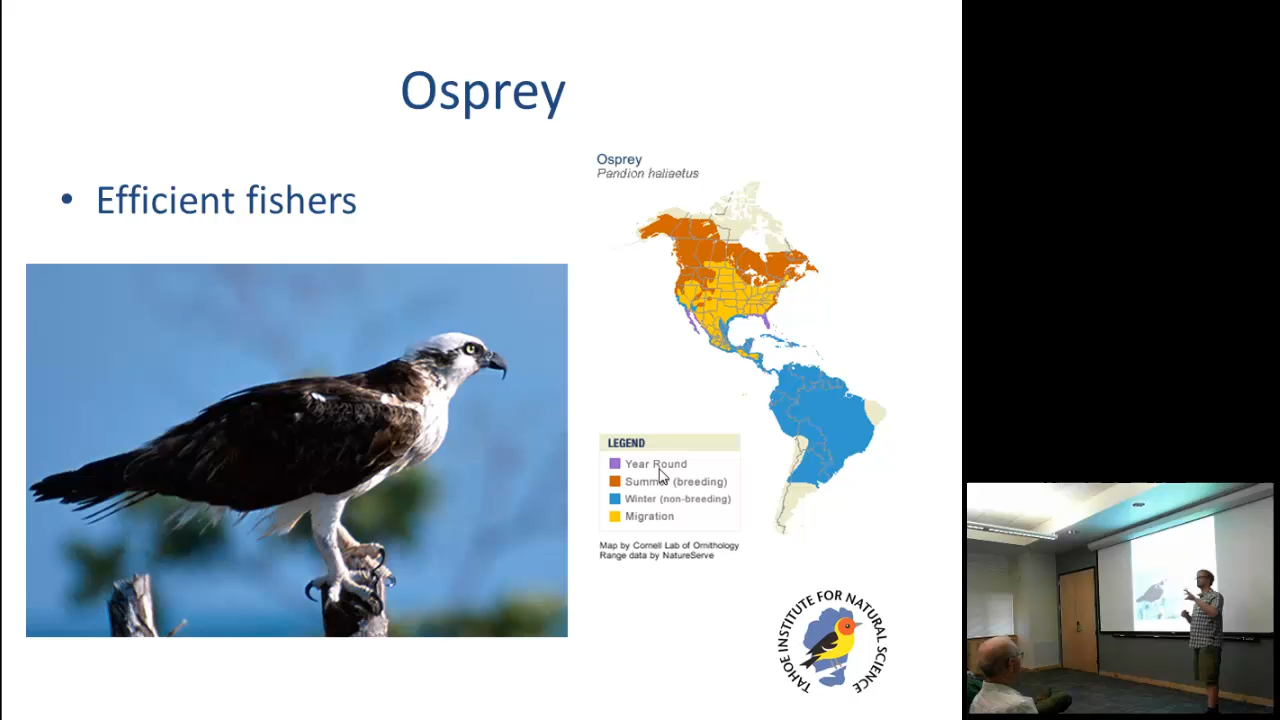 Osprey
• Efficient fishers
Osprey
Pandion haliaetus
LEGEND
Year Round
Summer (breeding)
Winter (non-breeding)
Migration
Map by Cornell Lab of Ornithology
Range data by NatureServe
TAHOE INSTITUTE FOR NATURAL SCIENCE